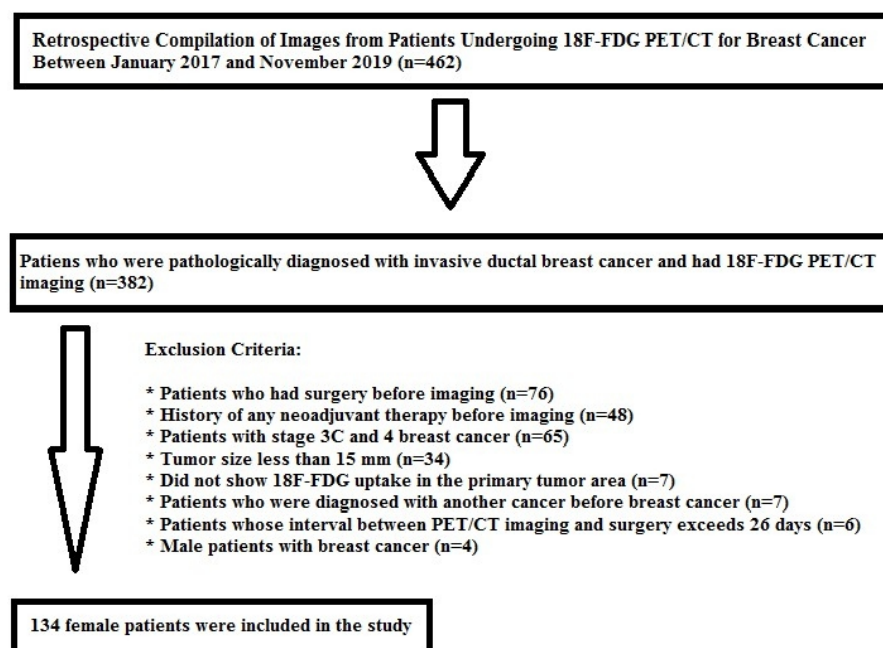 Retrospective Compilation of Images from Patients Undergoing 18F-FDG PET/CT for Breast Cancer
Between January 2017 and November 2019 (n=462)
Patiens who were pathologically diagnosed with invasive ductal breast cancer and had 18F-FDG PET/CT
imaging (n=382)
Exclusion Criteria:
* Patients who had surgery before imaging (n=76)
* History of any neoadjuvant therapy before imaging (n=48)
* Patients with stage 3C and 4 breast cancer (n=65)
* Tumor size less than 15 mm (n=34)
* Did not show 18F-FDG uptake in the primary tumor area (n=7)
* Patients who were diagnosed with another cancer before breast cancer (n=7)
* Patients whose interval between PET/CT imaging and surgery exceeds 26 days (n=6)
* Male patients with breast cancer (n=4)
134 female patients were included in the study